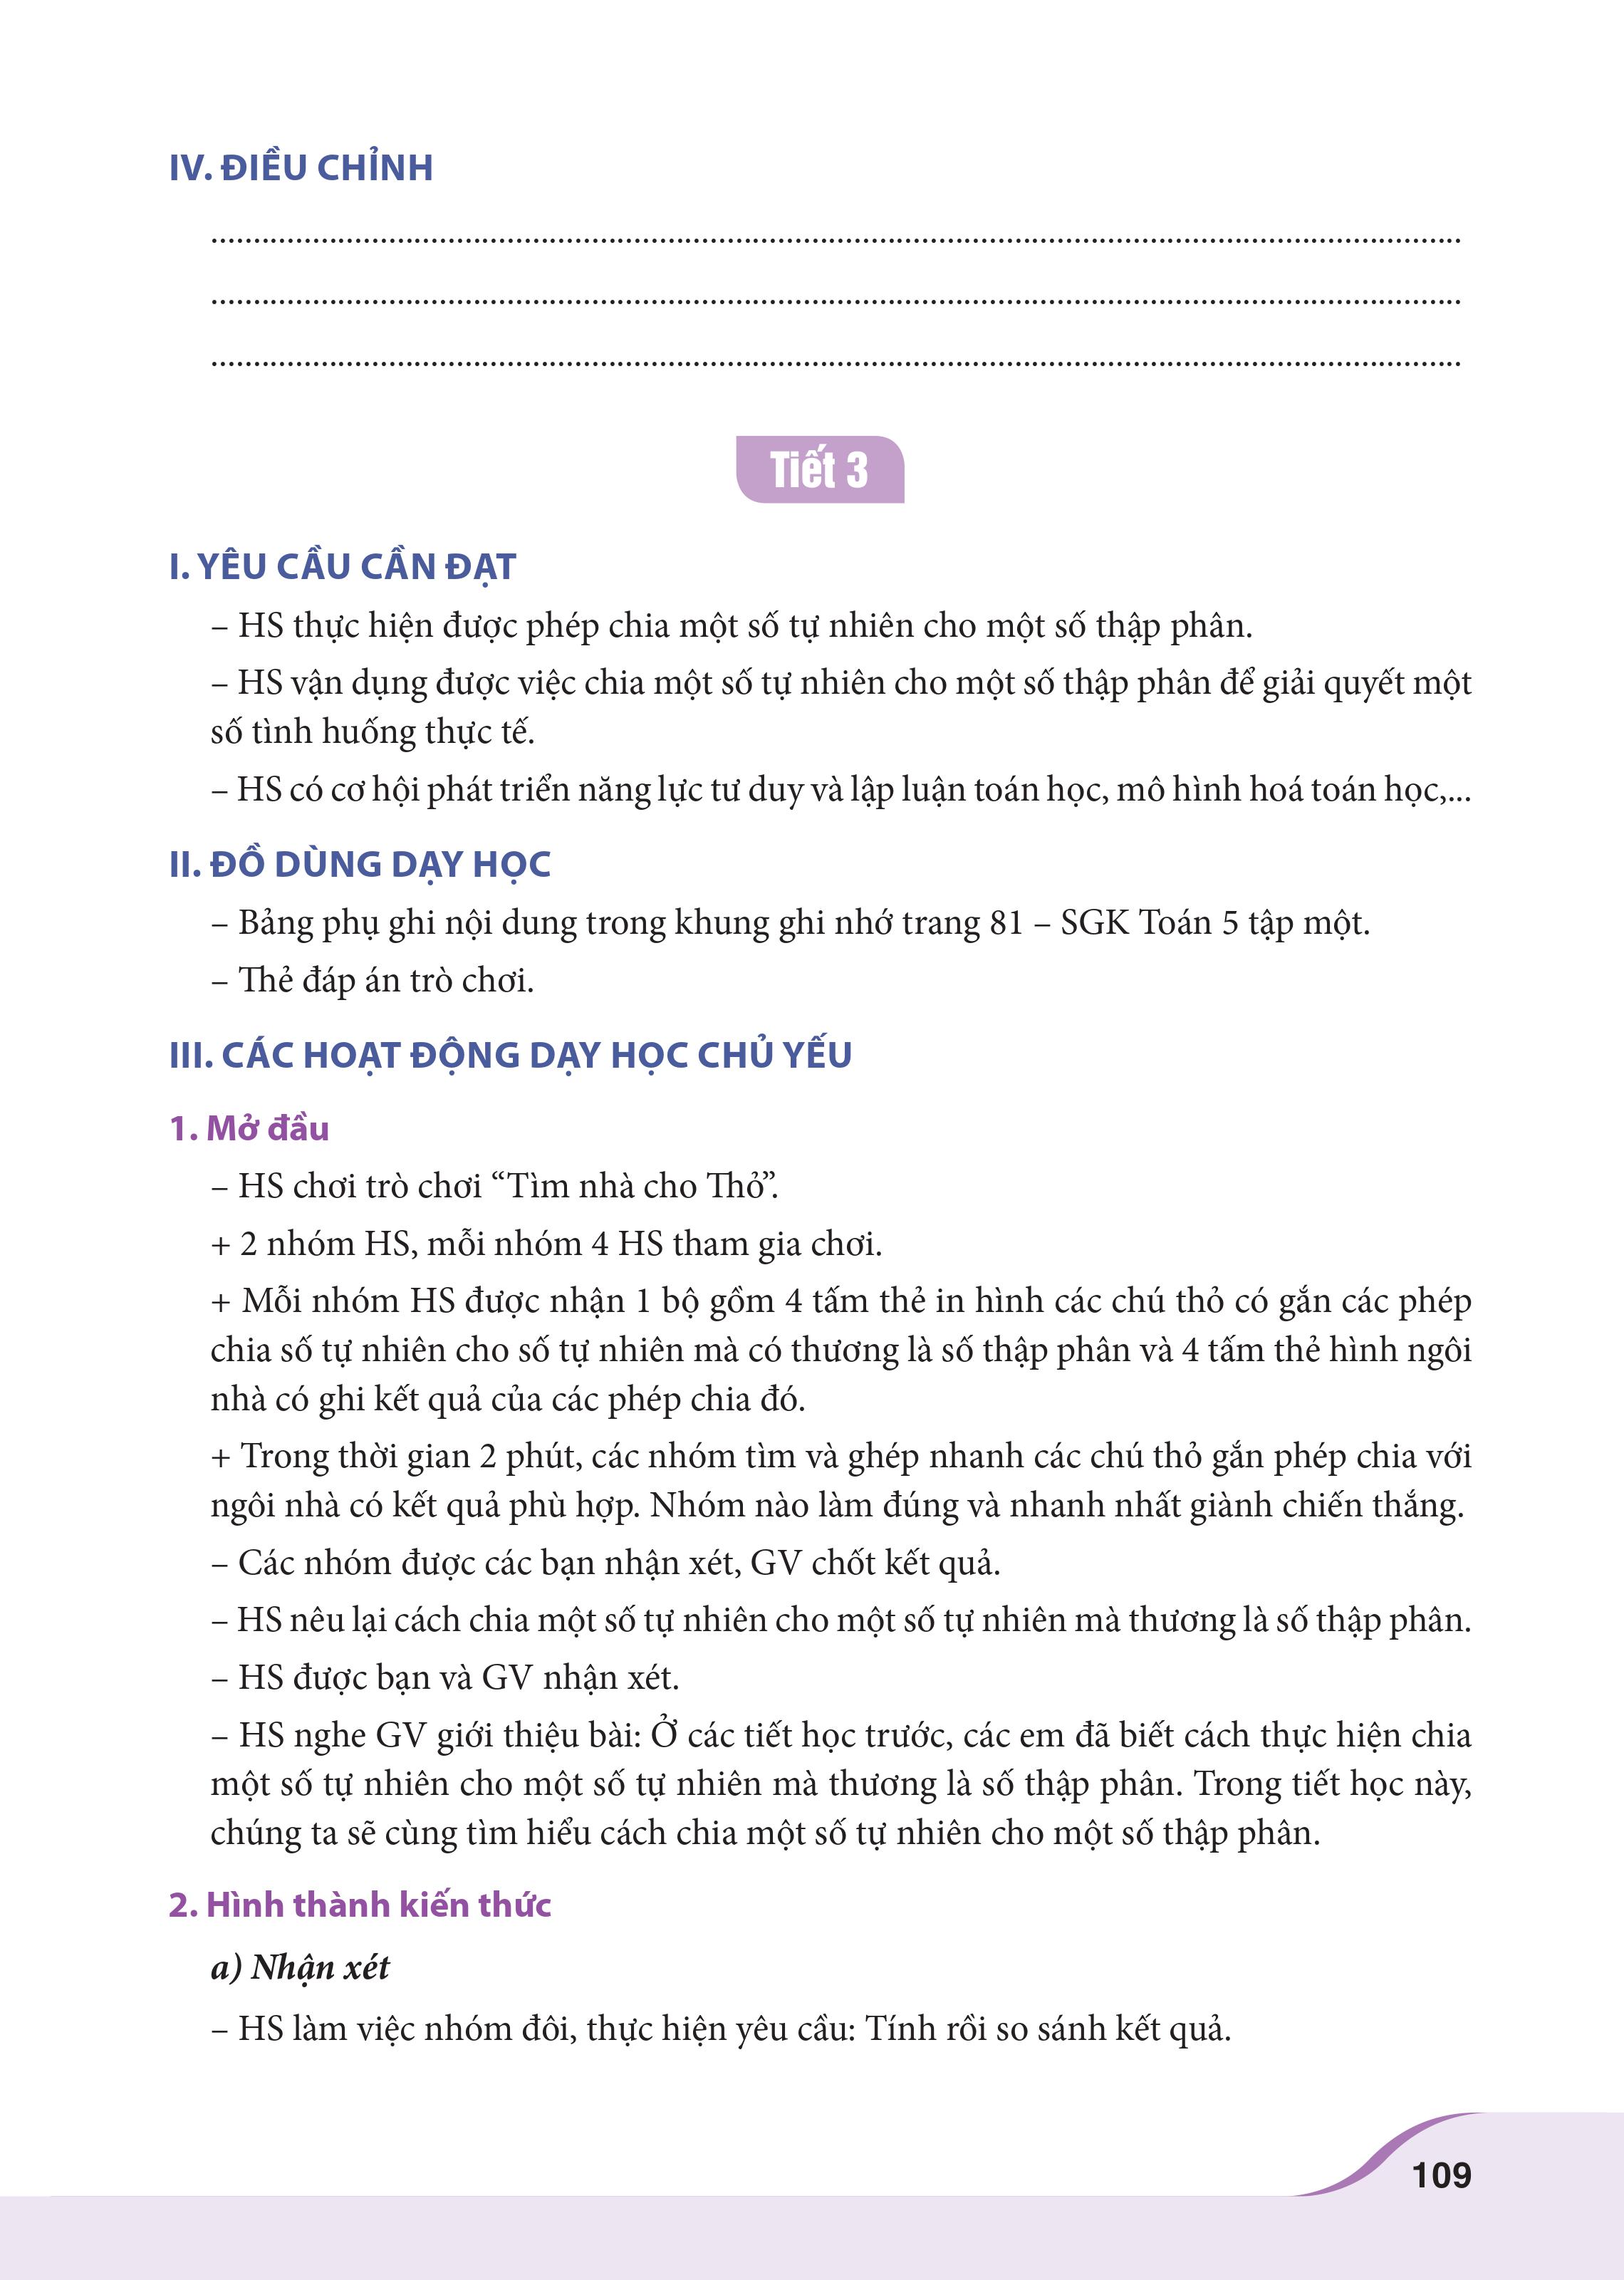 IV. ĐIỀU CHỈNH
..........................................................................................................................................................
..........................................................................................................................................................
..........................................................................................................................................................
Tiết 3
I. YÊU CẦU CẦN ĐẠT
– HS thực hiện được phép chia một số tự nhiên cho một số thập phân.
– HS vận dụng được việc chia một số tự nhiên cho một số thập phân để giải quyết một
số tình huống thực tế.
– HS có cơ hội phát triển năng lực tư duy và lập luận toán học, mô hình hoá toán học,...
II. ĐỒ DÙNG DẠY HỌC
– Bảng phụ ghi nội dung trong khung ghi nhớ trang 81 – SGK Toán 5 tập một.
– Thẻ đáp án trò chơi.
III. CÁC HOẠT ĐỘNG DẠY HỌC CHỦ YẾU
1. Mở đầu
– HS chơi trò chơi “Tìm nhà cho Thỏ”.
+ 2 nhóm HS, mỗi nhóm 4 HS tham gia chơi.
+ Mỗi nhóm HS được nhận 1 bộ gồm 4 tấm thẻ in hình các chú thỏ có gắn các phép
chia số tự nhiên cho số tự nhiên mà có thương là số thập phân và 4 tấm thẻ hình ngôi
nhà có ghi kết quả của các phép chia đó.
+ Trong thời gian 2 phút, các nhóm tìm và ghép nhanh các chú thỏ gắn phép chia với
ngôi nhà có kết quả phù hợp. Nhóm nào làm đúng và nhanh nhất giành chiến thắng.
– Các nhóm được các bạn nhận xét, GV chốt kết quả.
– HS nêu lại cách chia một số tự nhiên cho một số tự nhiên mà thương là số thập phân.
– HS được bạn và GV nhận xét.
– HS nghe GV giới thiệu bài: Ở các tiết học trước, các em đã biết cách thực hiện chia
một số tự nhiên cho một số tự nhiên mà thương là số thập phân. Trong tiết học này,
chúng ta sẽ cùng tìm hiểu cách chia một số tự nhiên cho một số thập phân.
2. Hình thành kiến thức
a) Nhận xét
– HS làm việc nhóm đôi, thực hiện yêu cầu: Tính rồi so sánh kết quả.
109